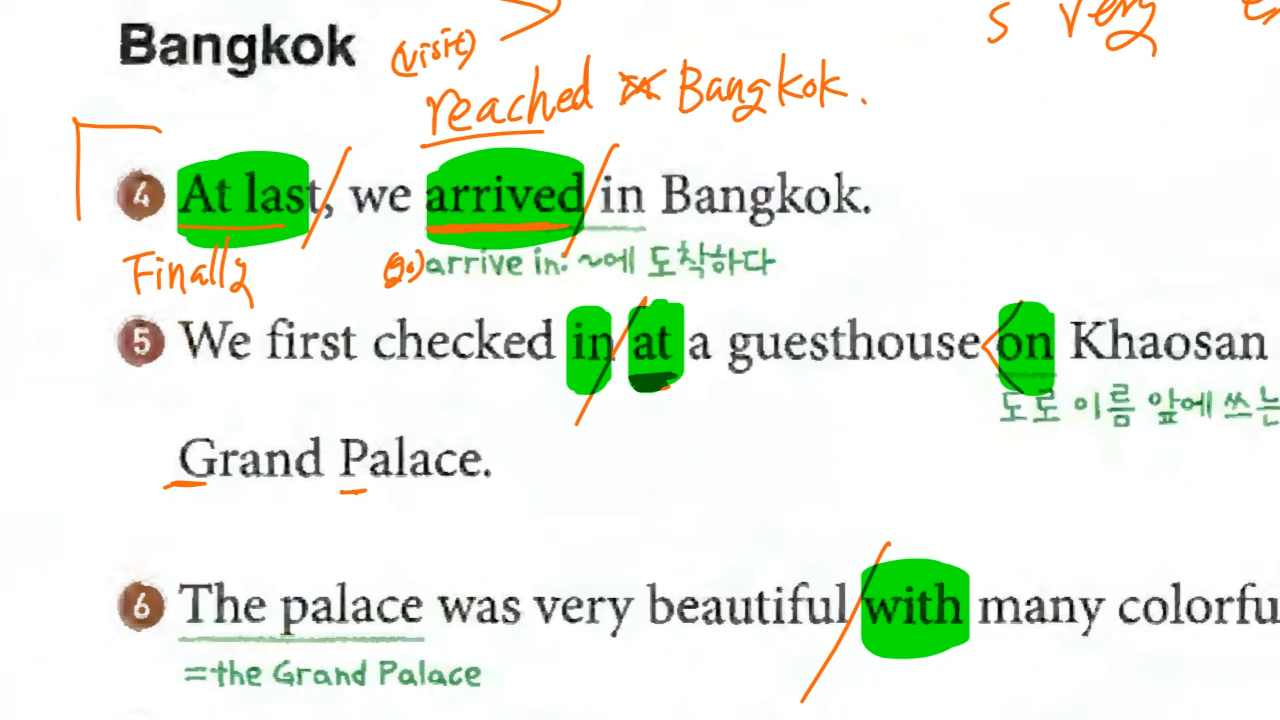 s very
Bangkok
(visit)
reached Bangkok.
4 At last, we arrived in Bangkok.
Finally (go) arrive in: ~에 도착하다
5 We first checked in at a guesthouse on Khaosan
도로 이름 앞에 쓰는
Grand Palace.
6 The palace was very beautiful with many colorfu
=the Grand Palace